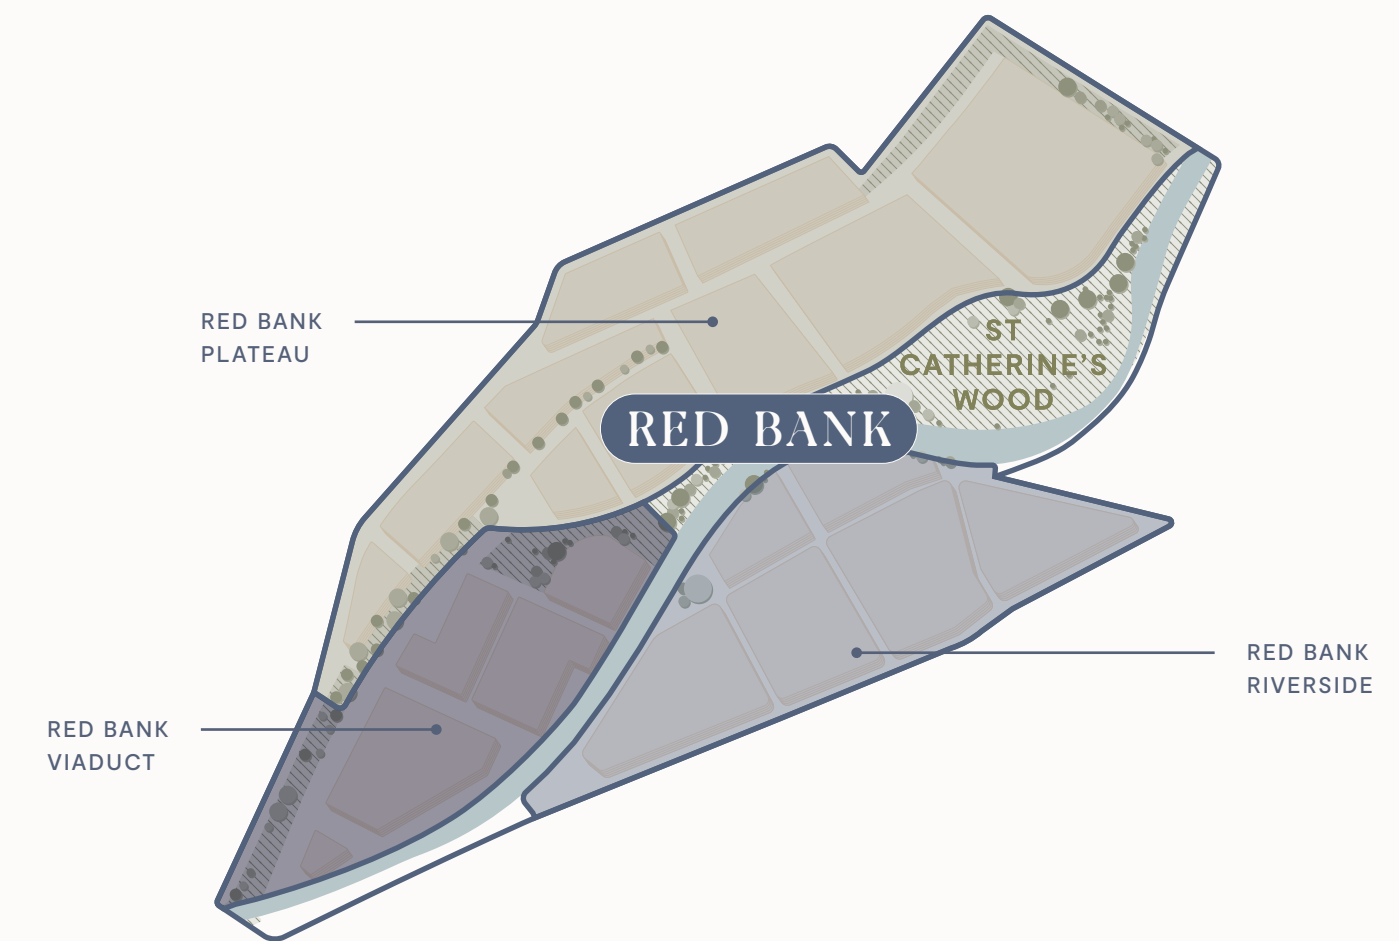 RED BANK
PLATEAU
ST
CATHERINE’S
WOOD
RED BANK
RED BANK
RIVERSIDE
RED BANK
VIADUCT